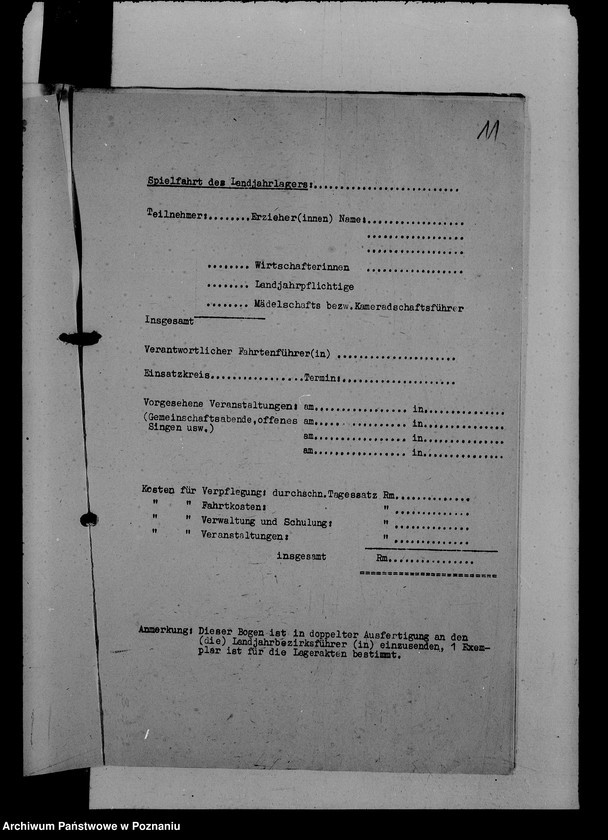 11
Spielfahrt des Landjahrlagers:..........................
Teilnehmer:.......Erzieher(innen) Name:.................
.................
.................
........ Wirtschafterinnen .................
........ Landjahrpflichtige
........ Mädelschafts bezw.Kameradschaftsführer
Insgesamt
Verantwortlicher Fahrtenführer(in) .....................
Einsatzkreis.................Termin:....................
Vorgesehene Veranstaltungen: am................. in..............
(Gemeinschaftsabende,offenes am................. in..............
Singen usw.)
am................. in..............
am................. in..............
Kosten für Verpflegung: durchschn.Tagessatz Rm.............
" " Fahrtkosten: " .............
" " Verwaltung und Schulung: " .............
" " Veranstaltungen: " .............
insgesamt Rm...............
Anmerkung: Dieser Bogen ist in doppelter Ausfertigung an den
(die) Landjahrbezirksführer (in) einzusenden, 1 Exem-
plar ist für die Lagerakten bestimmt.
Archiwum Państwowe w Poznaniu